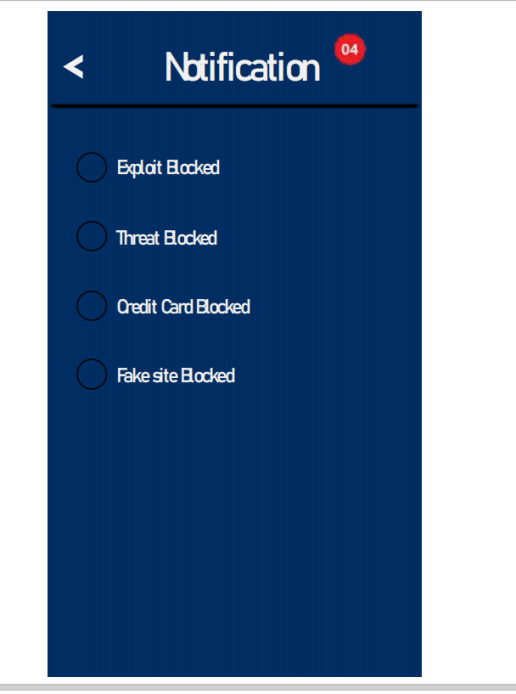 < Notification 04
Exploit Blocked
Threat Blocked
Credit Card Blocked
Fake site Blocked